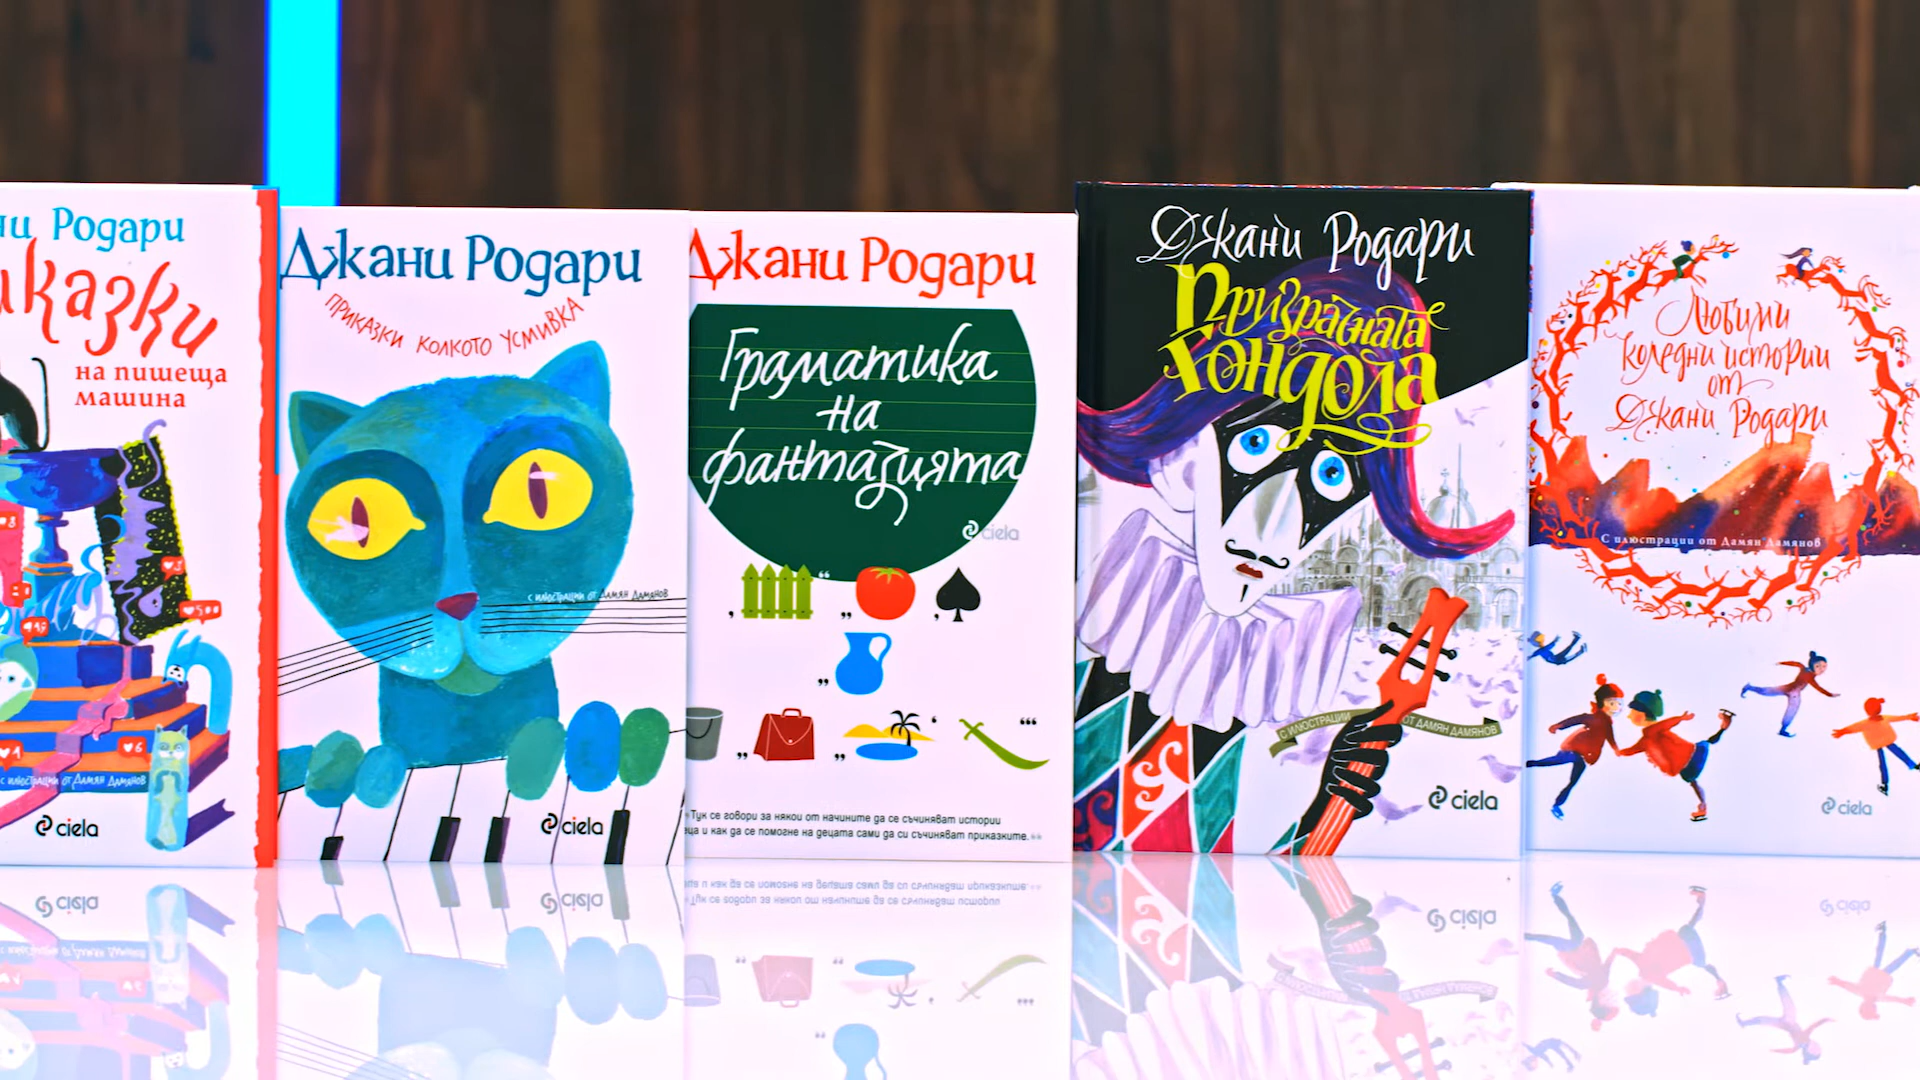 Родари
на пишеща
машина
с илюстрации от Дамян Дамянов
ciela
Джани Родари
Приказки колкото усмивка
с илюстрации от Дамян Дамянов
ciela
Джани Родари
Граматика
на
фантазията
ciela
Тук се говори за някои от начините да се съчиняват истории
и как да се помогне на децата сами да си съчиняват приказките.
Джани Родари
Призрачната
гондола
С ИЛЮСТРАЦИИ ОТ ДАМЯН ДАМЯНОВ
ciela
Любими
коледни истории
от
Джани Родари
С илюстрации от Дамян Дамянов
ciela